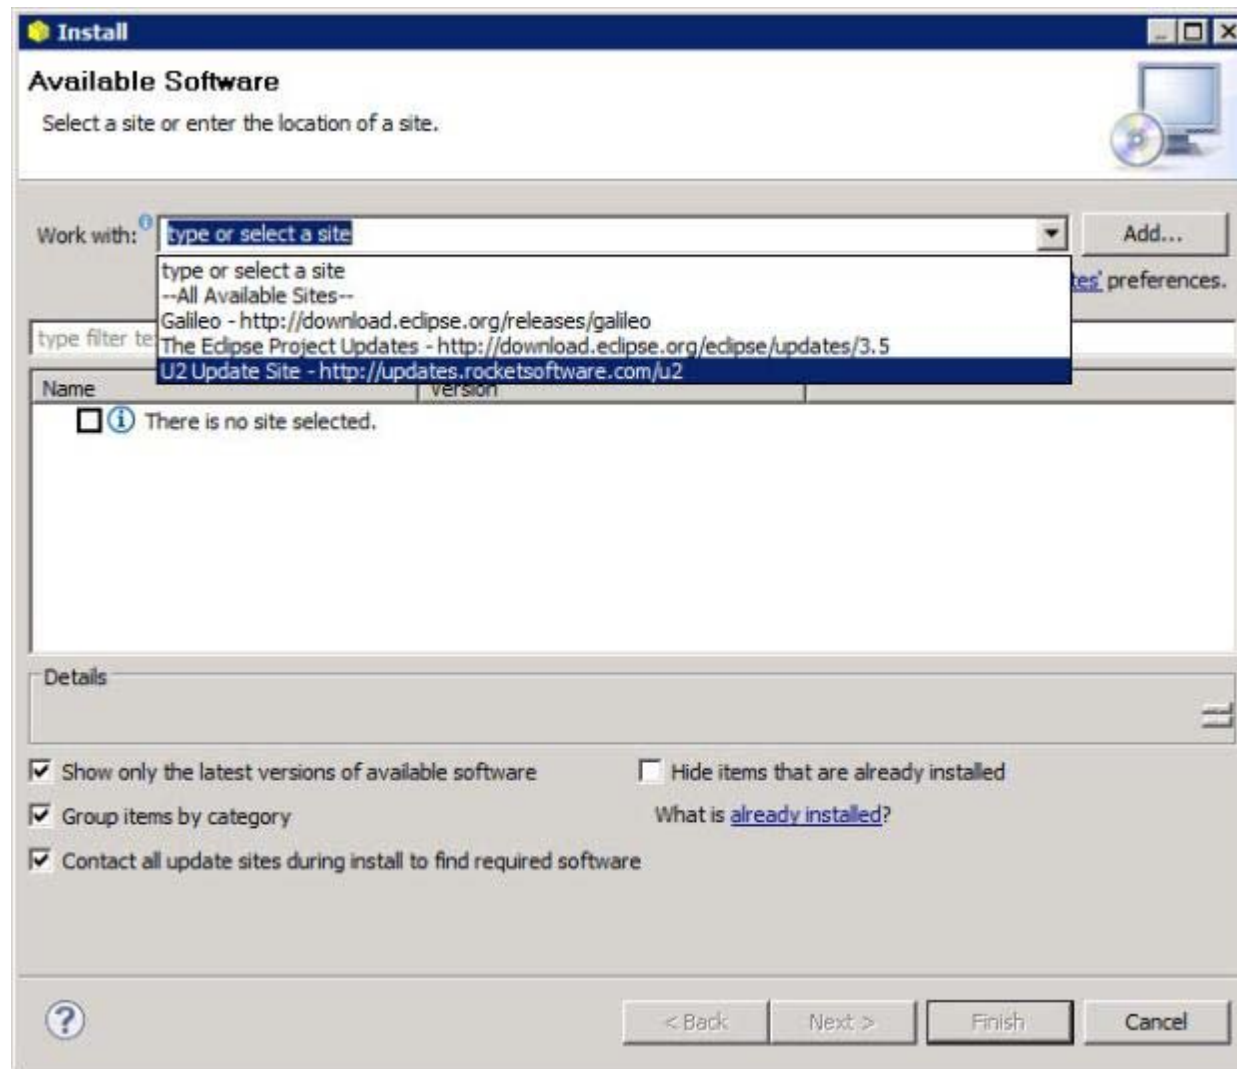 Install
Available Software
Select a site or enter the location of a site.
Work with: type or select a site Add...
type or select a site
--All Available Sites--
Galileo - http://download.eclipse.org/releases/galileo
The Eclipse Project Updates - http://download.eclipse.org/eclipse/updates/3.5
U2 Update Site - http://updates.rocketsoftware.com/u2
preferences.
type filter
Name Version
There is no site selected.
Details
Show only the latest versions of available software Hide items that are already installed
Group items by category What is already installed?
Contact all update sites during install to find required software
? < Back Next > Finish Cancel